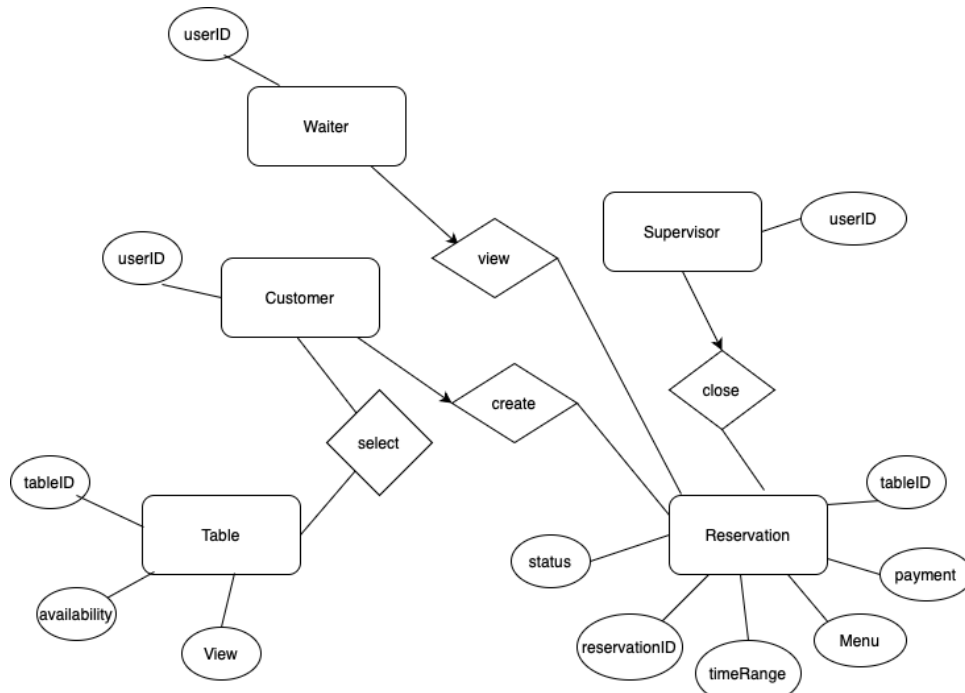 userID
Waiter
Supervisor
userID
view
userID
Customer
close
create
select
tableID
tableID
Table
Reservation
status
payment
availability
View
reservationID
Menu
timeRange